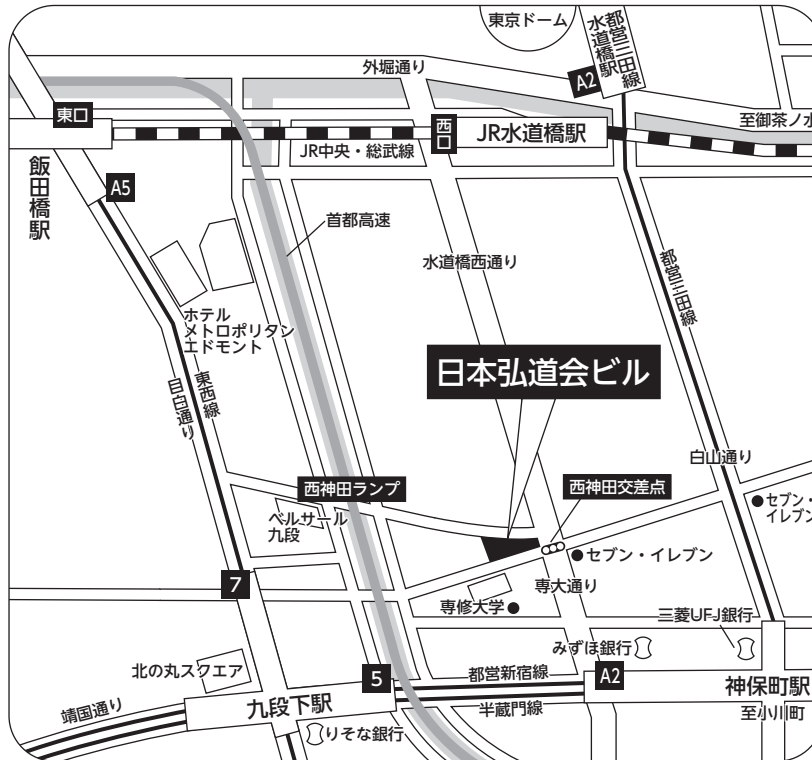 東京ドーム
都営三田線
水道橋駅
外堀通り
A2
東口
西口
JR水道橋駅
至御茶ノ水
JR中央・総武線
飯田橋駅
A5
首都高速
水道橋西通り
都営三田線
ホテル
メトロポリタン
エドモント
日本弘道会ビル
東西線
目白通り
白山通り
西神田ランプ
西神田交差点
セブン・
イレブン
ベルサール
九段
セブン・イレブン
7
専大通り
専修大学
三菱UFJ銀行
みずほ銀行
北の丸スクエア
5
都営新宿線
A2
神保町駅
靖国通り
九段下駅
半蔵門線
至小川町
りそな銀行